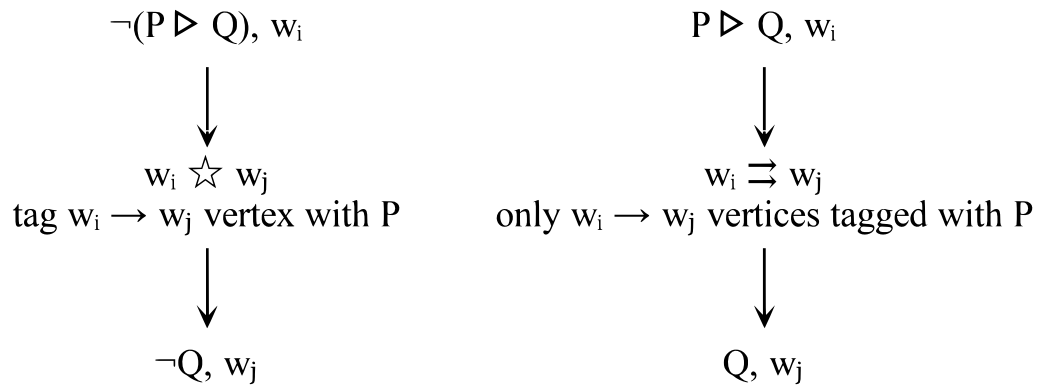 ¬(P ▷ Q), wᵢ
wᵢ ☆ wⱼ
tag wᵢ → wⱼ vertex with P
¬Q, wⱼ
P ▷ Q, wᵢ
wᵢ ⇉ wⱼ
only wᵢ → wⱼ vertices tagged with P
Q, wⱼ